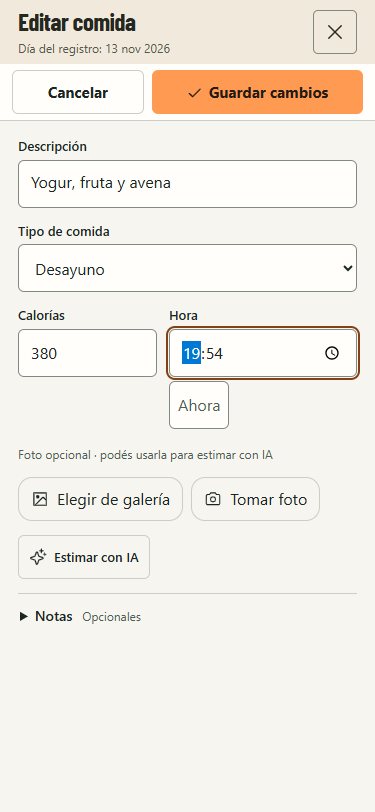 Editar comida
Día del registro: 13 nov 2026
Cancelar
Guardar cambios
Descripción
Yogur, fruta y avena
Tipo de comida
Desayuno
Calorías
Hora
380
19:54
Ahora
Foto opcional · podés usarla para estimar con IA
Elegir de galería
Tomar foto
Estimar con IA
Notas Opcionales